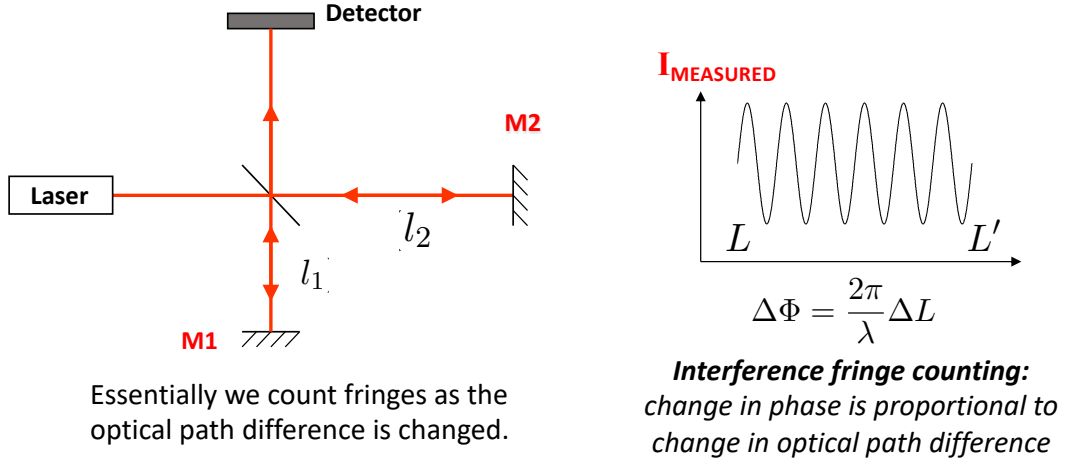 Detector
I_MEASURED
M2
Laser
l_2
l_1
L
L′
M1
ΔΦ = 2π/λ ΔL
Essentially we count fringes as the
optical path difference is changed.
Interference fringe counting:
change in phase is proportional to
change in optical path difference